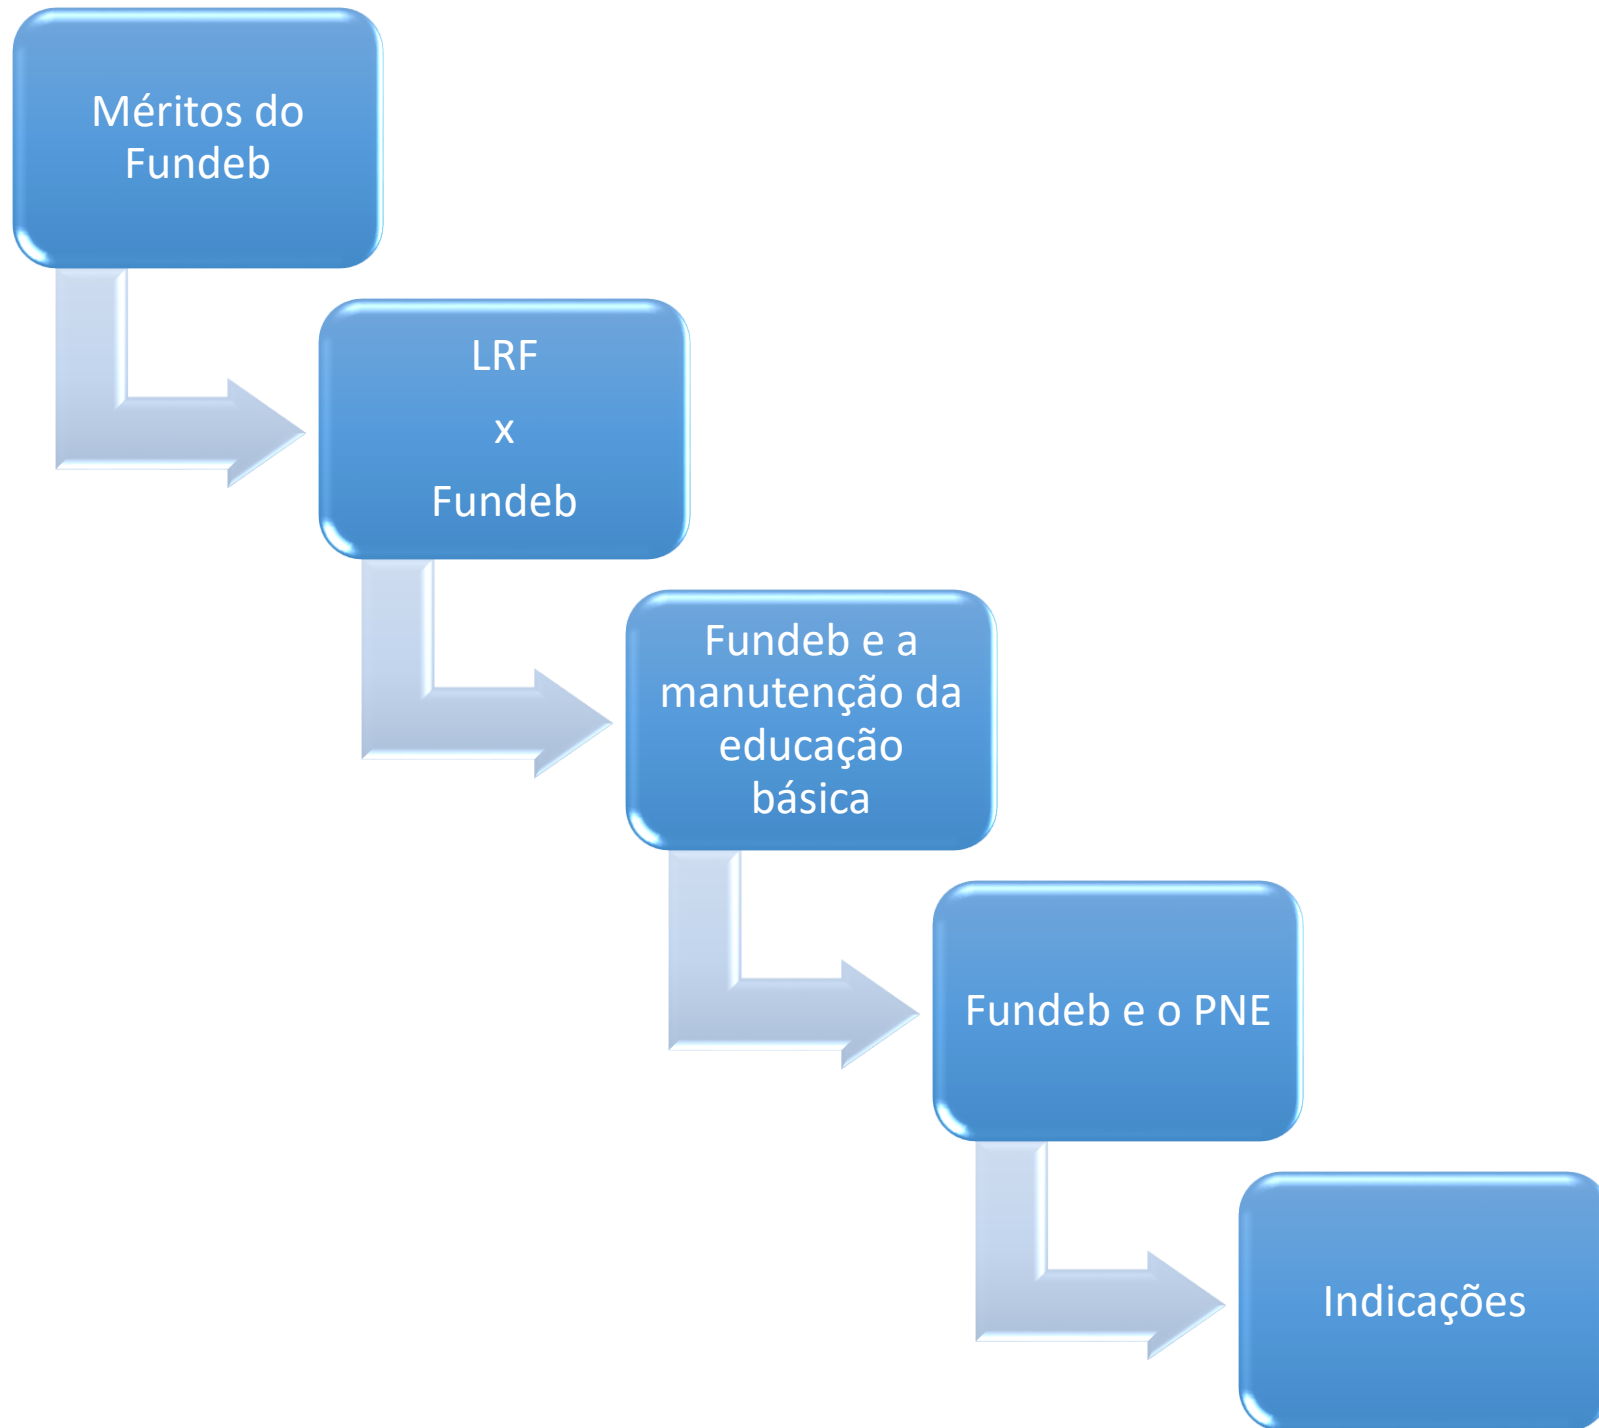 Méritos do
Fundeb
LRF
x
Fundeb
Fundeb e a
manutenção da
educação
básica
Fundeb e o PNE
Indicações